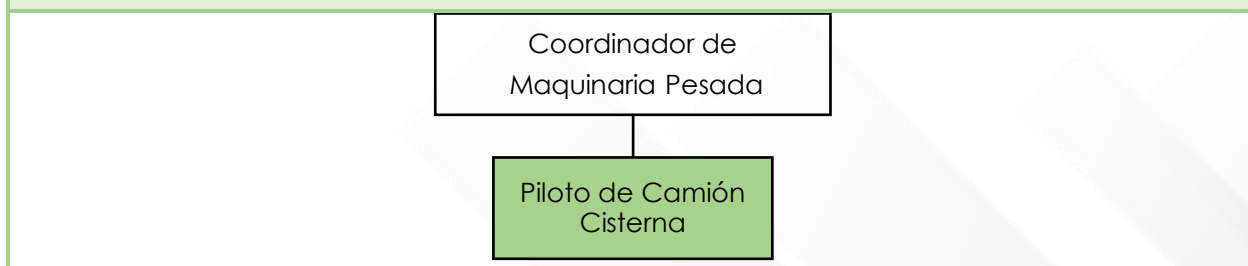 Coordinador de
Maquinaria Pesada
Piloto de Camión
Cisterna